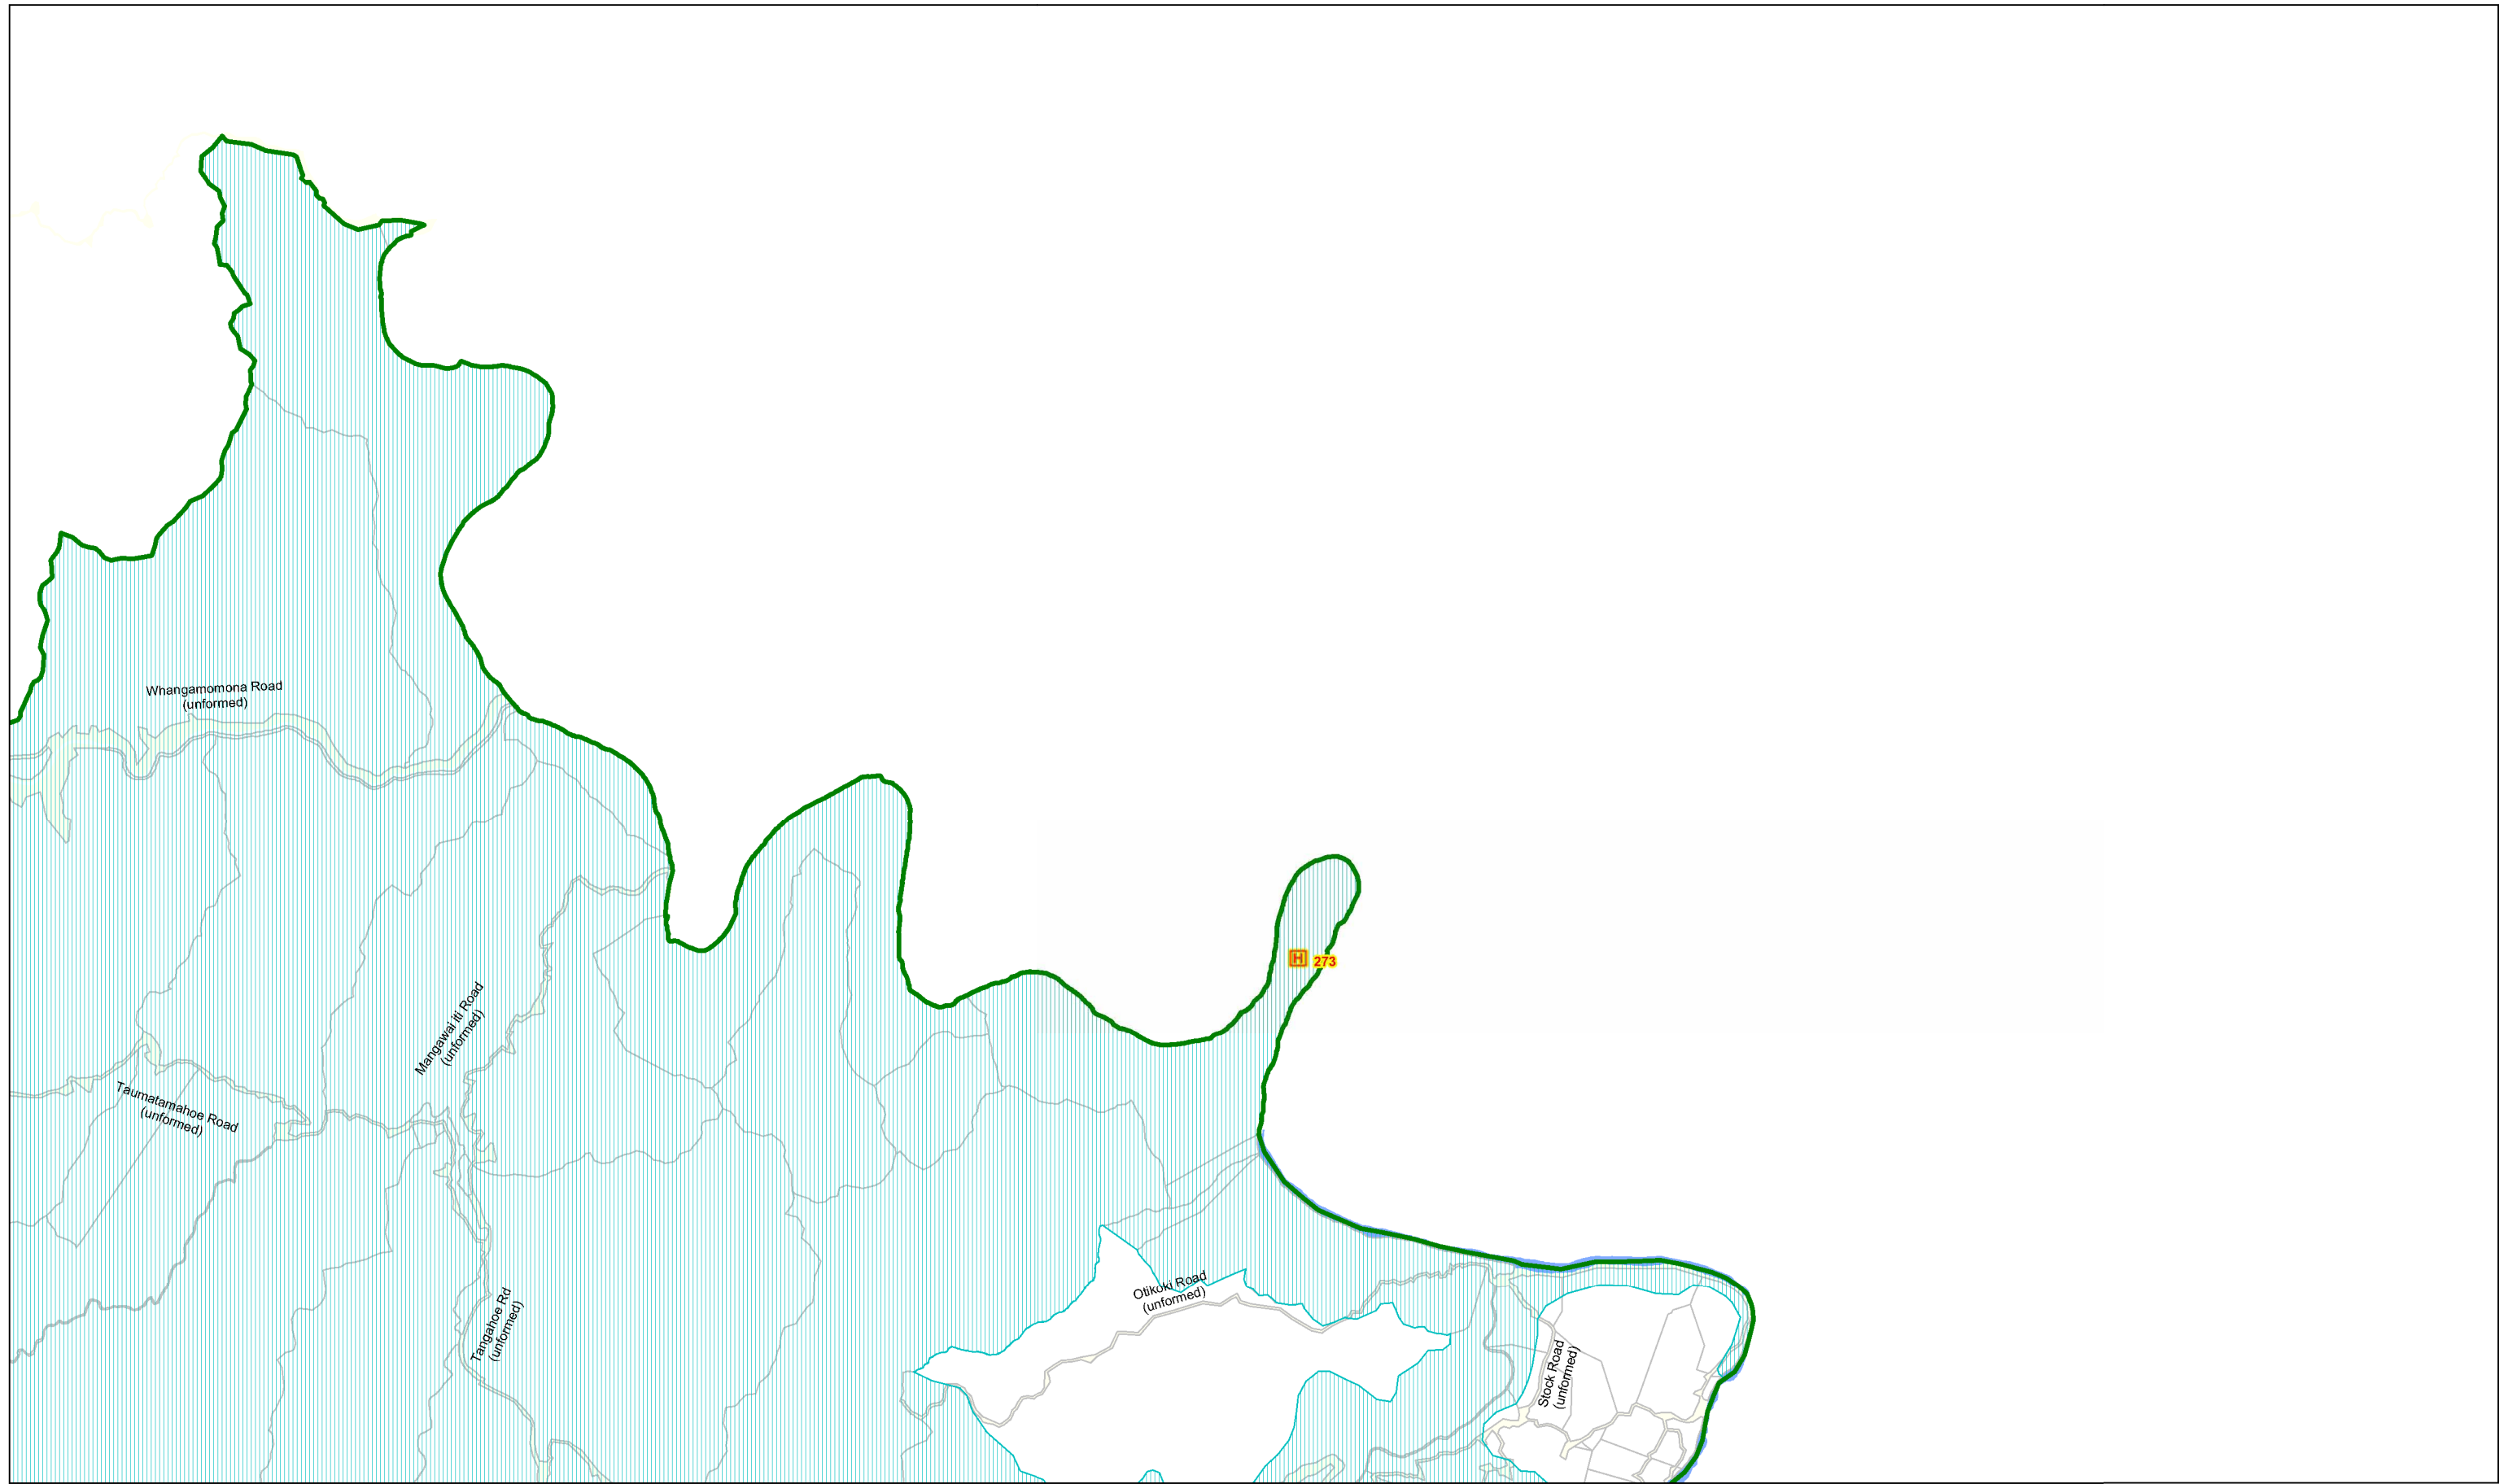 Whangamomona Road
(unformed)
H 273
Mangawai iti Road
(unformed)
Taumatamahoe Road
(unformed)
Otikoki Road
(unformed)
Tangahoe Rd
(unformed)
Stock Road
(unformed)